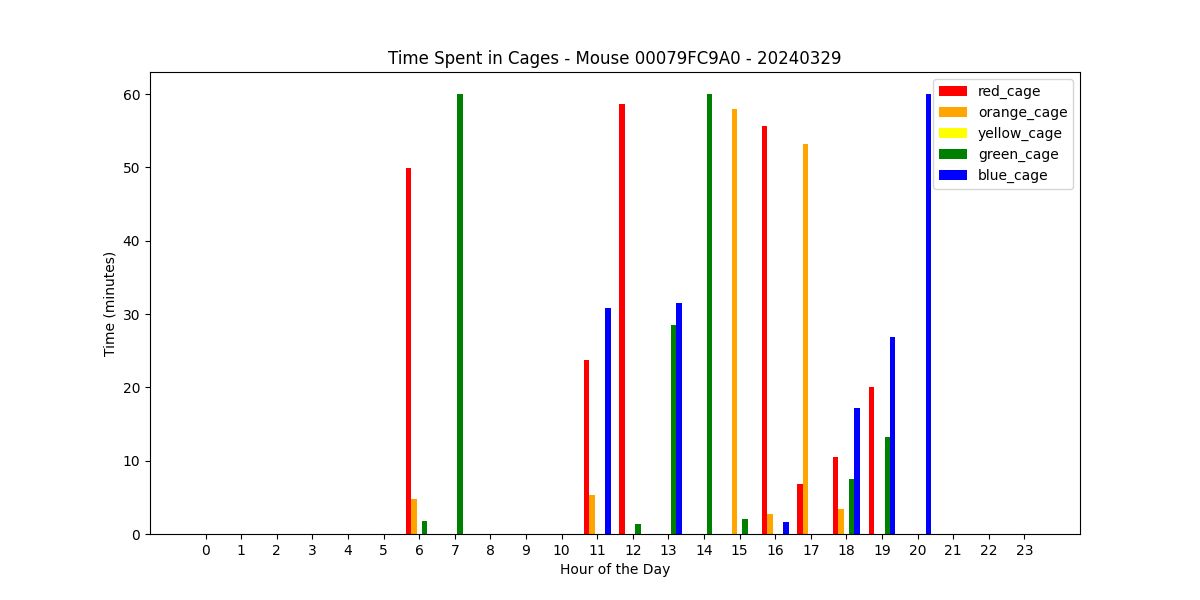 Time Spent in Cages - Mouse 00079FC9A0 - 20240329
red_cage
orange_cage
yellow_cage
green_cage
blue_cage
Time (minutes)
60
50
40
30
20
10
0
0 1 2 3 4 5 6 7 8 9 10 11 12 13 14 15 16 17 18 19 20 21 22 23
Hour of the Day